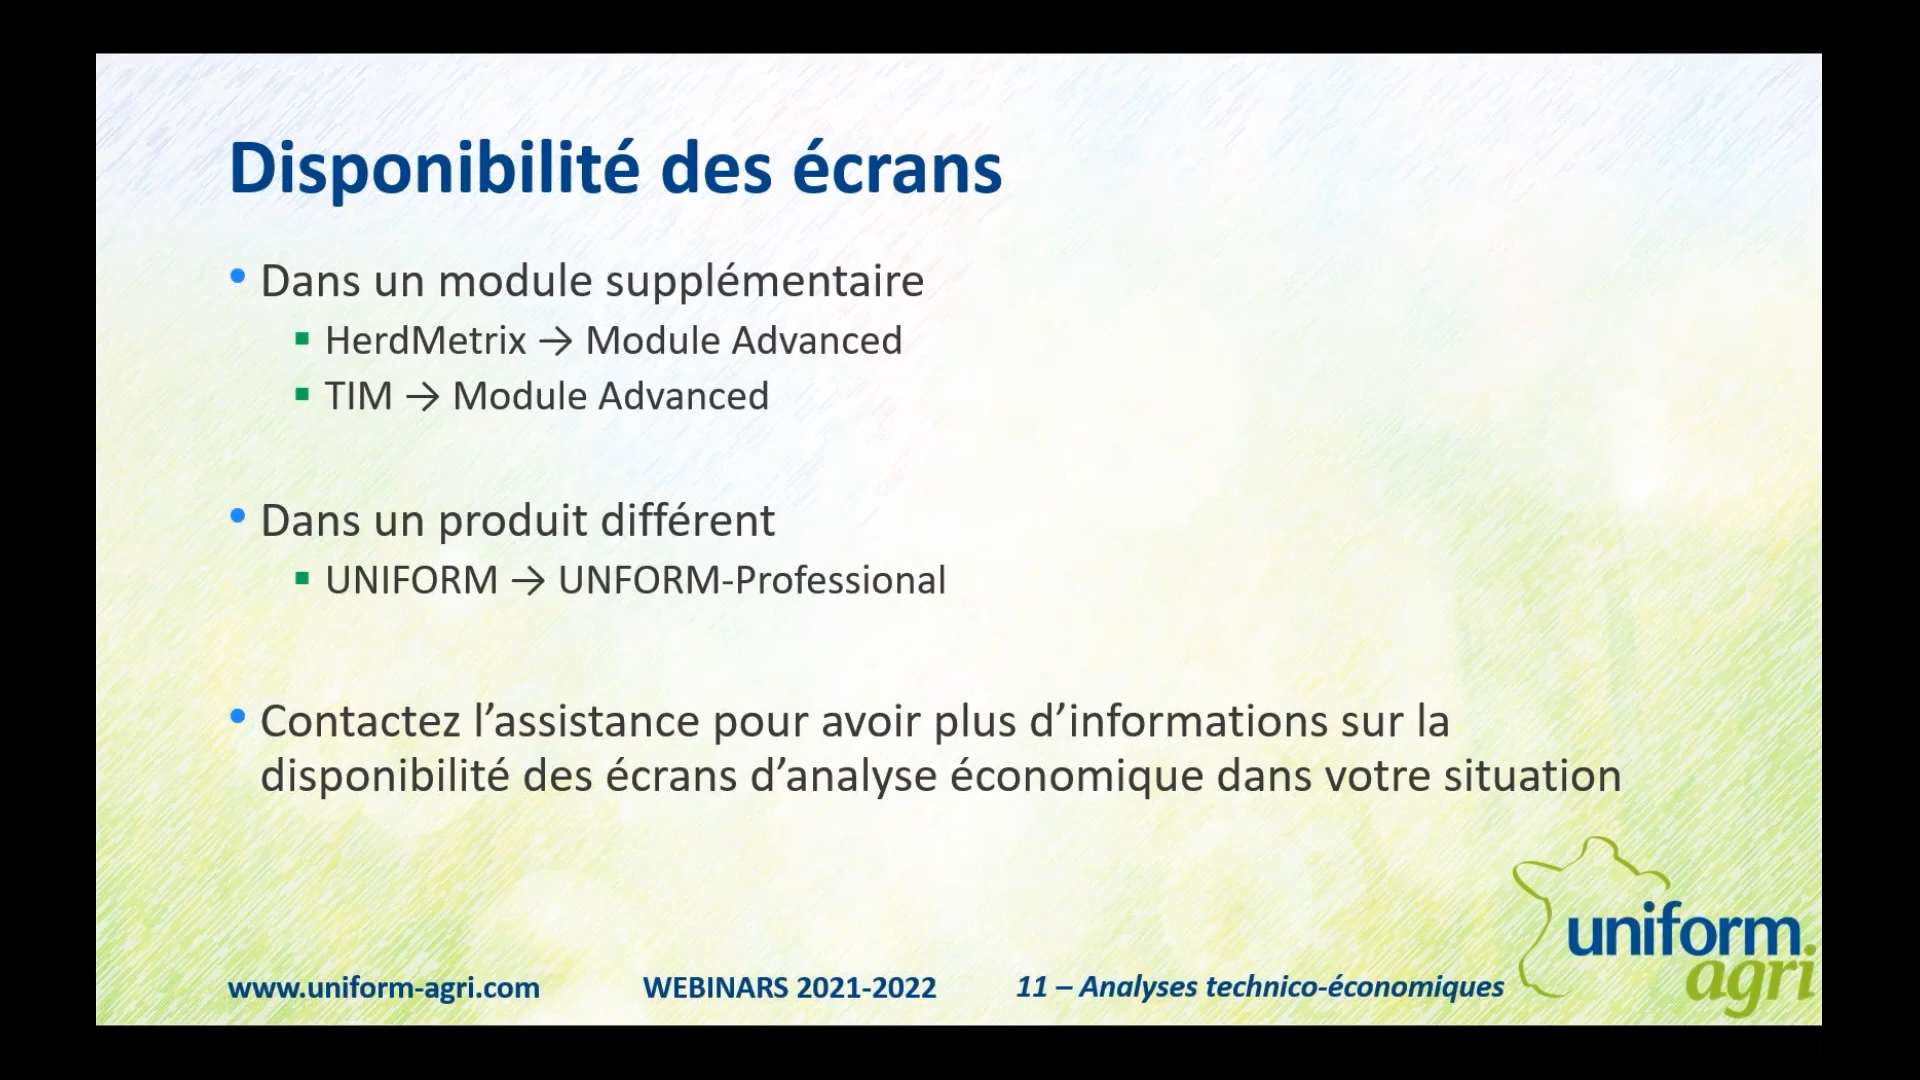 Disponibilité des écrans
• Dans un module supplémentaire
▪ HerdMetrix → Module Advanced
▪ TIM → Module Advanced
• Dans un produit différent
▪ UNIFORM → UNFORM-Professional
• Contactez l’assistance pour avoir plus d’informations sur la
disponibilité des écrans d’analyse économique dans votre situation
www.uniform-agri.com WEBINARS 2021-2022 11 – Analyses technico-économiques
uniform
agri